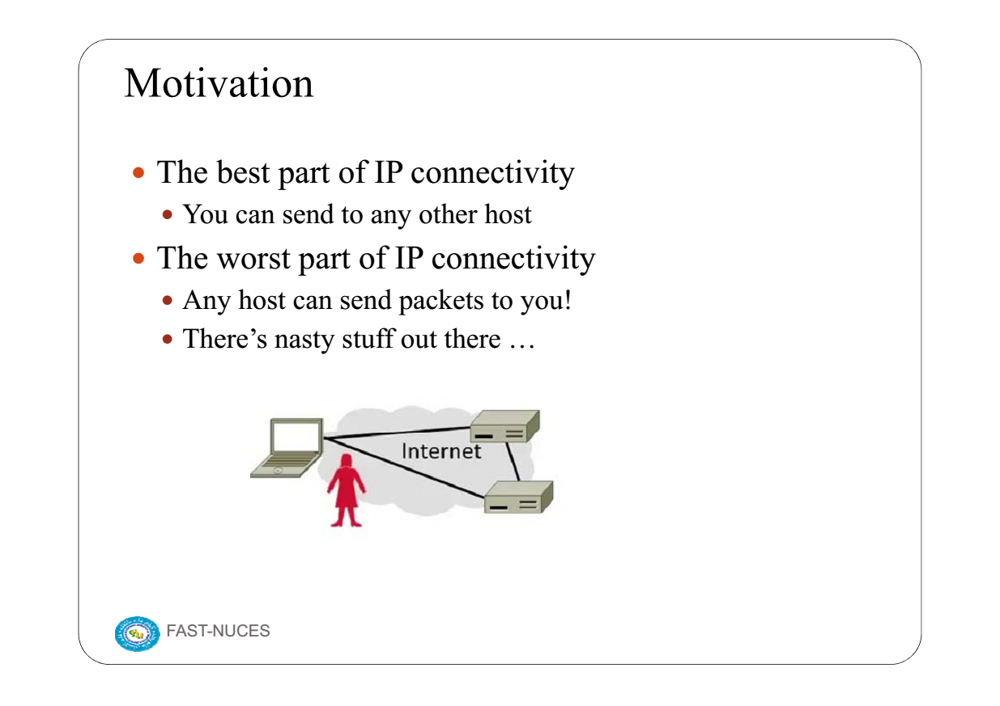 Motivation
The best part of IP connectivity
You can send to any other host
The worst part of IP connectivity
Any host can send packets to you!
There’s nasty stuff out there …
Internet
FAST-NUCES